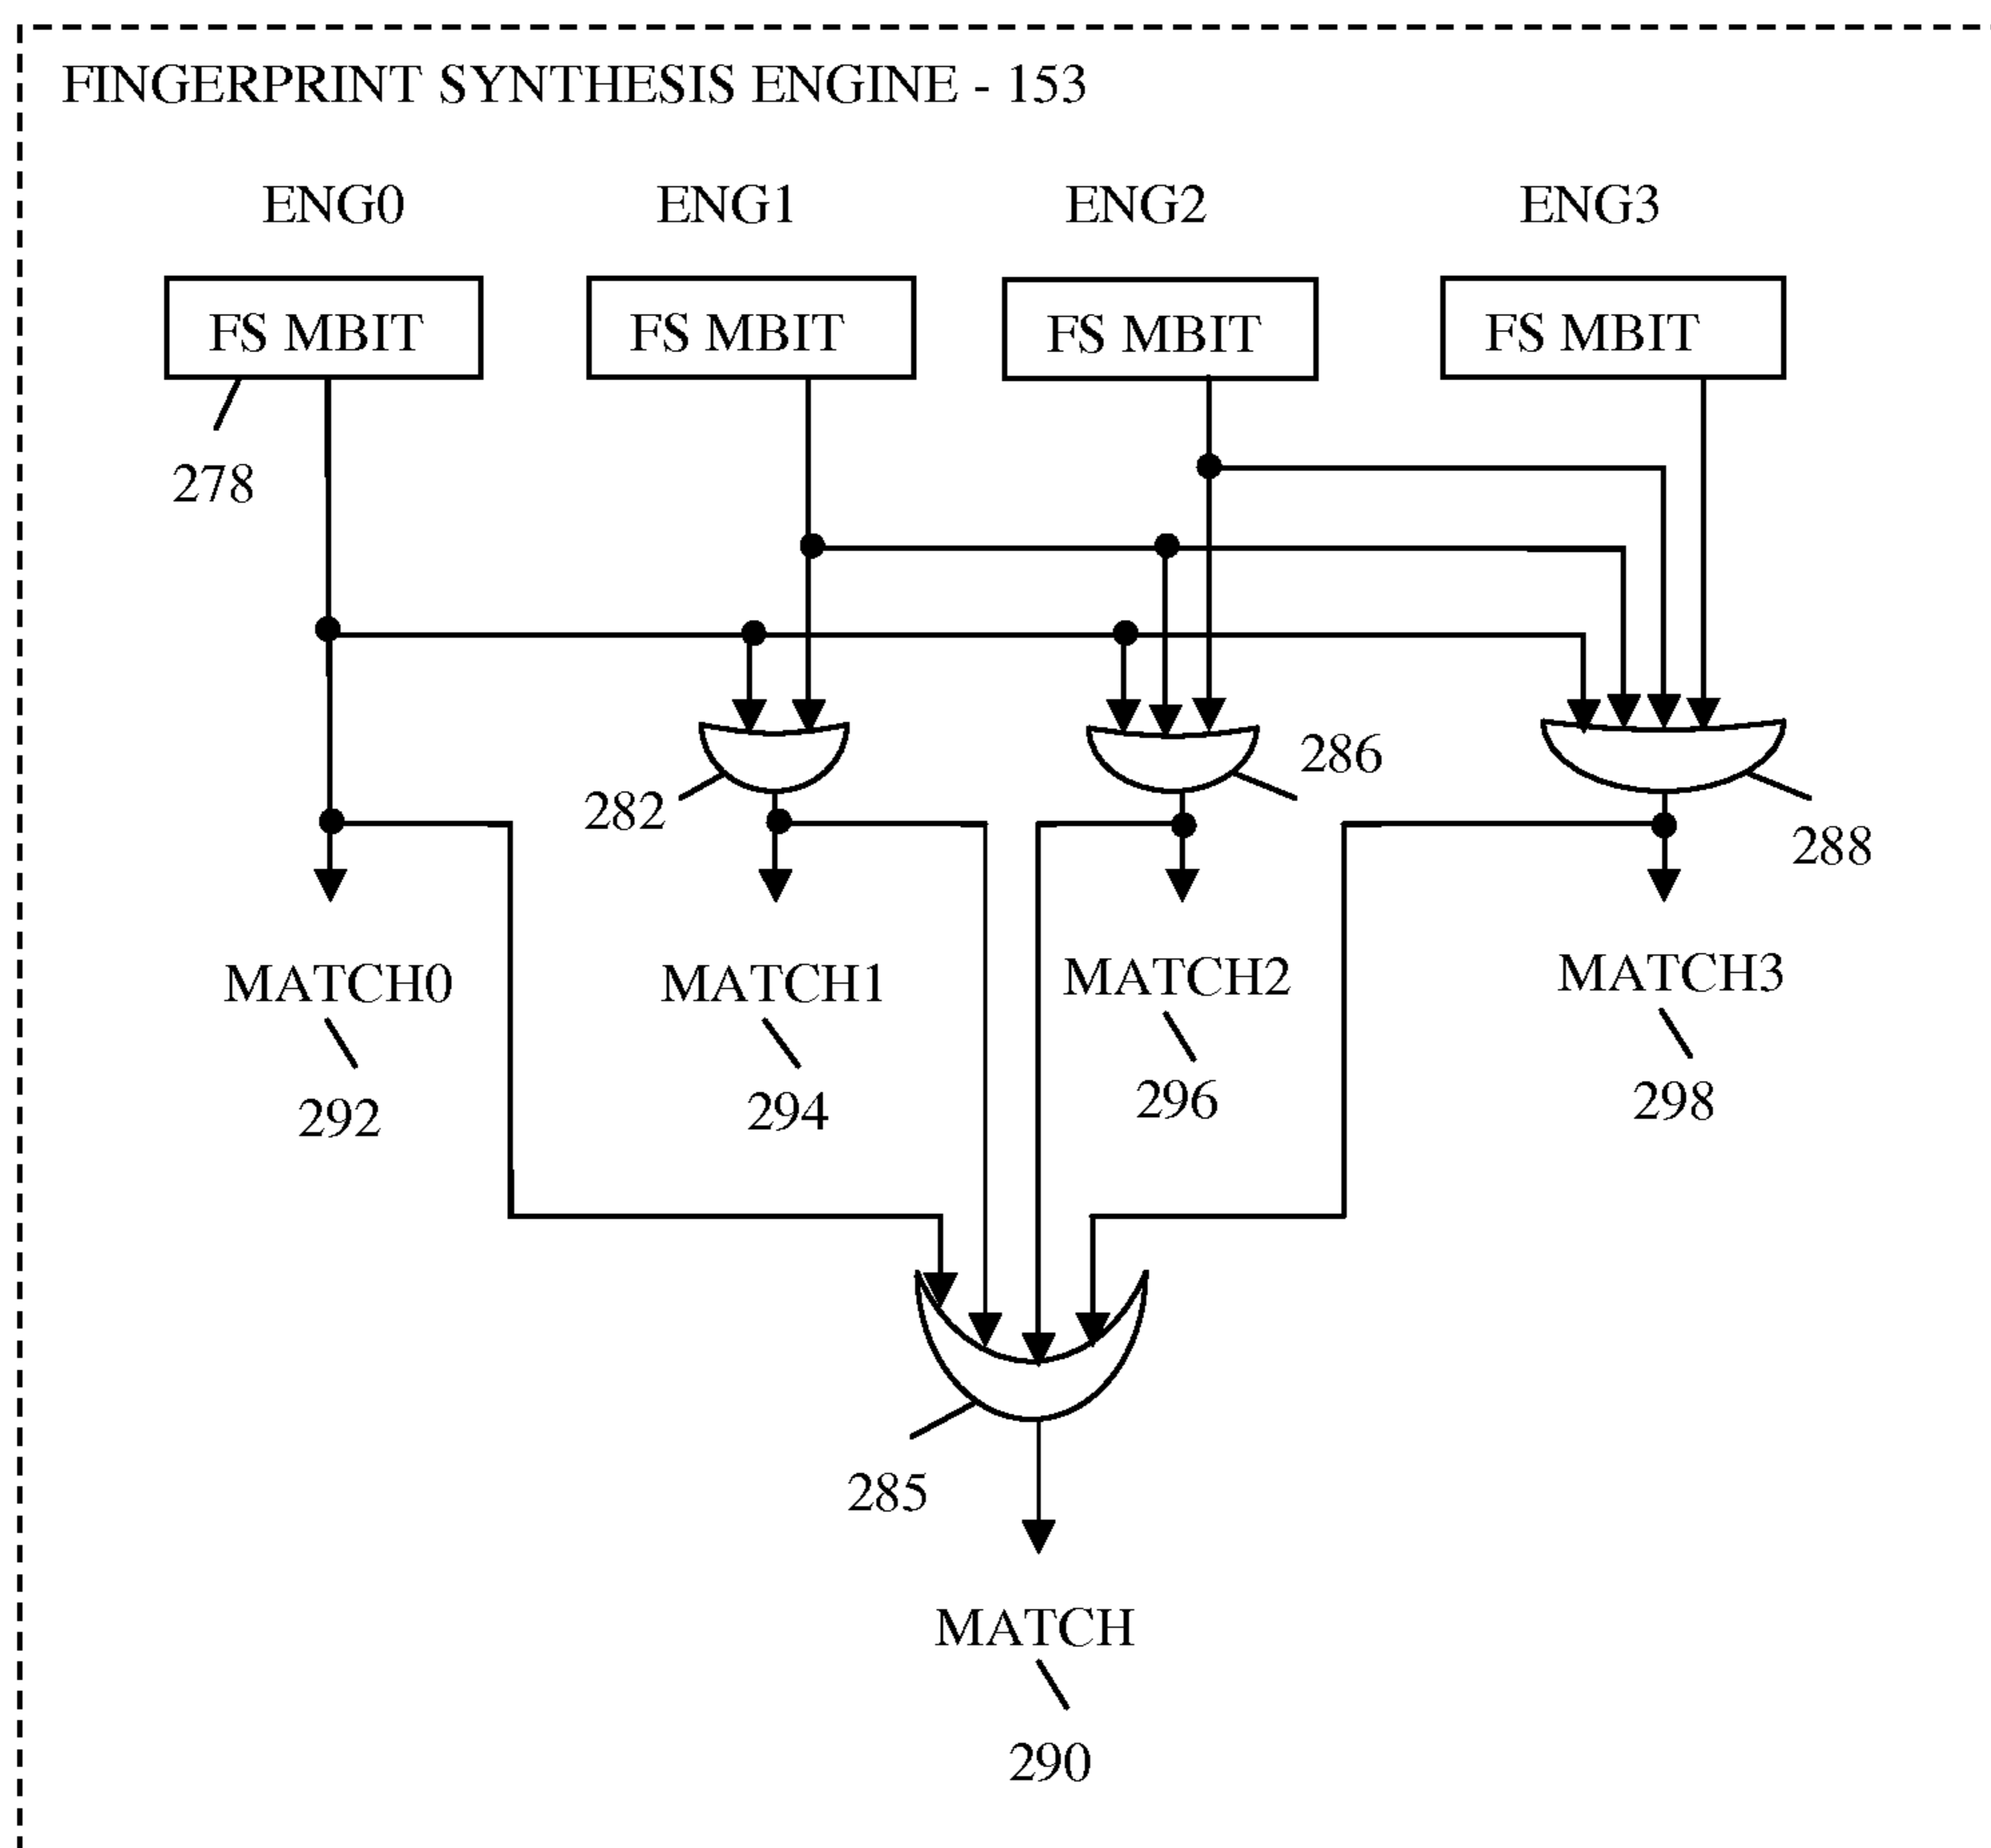 FINGERPRINT SYNTHESIS ENGINE - 153
ENG0 ENG1 ENG2 ENG3
FS MBIT FS MBIT FS MBIT FS MBIT
278
282 286 288
MATCH0 MATCH1 MATCH2 MATCH3
292 294 296 298
285
MATCH
290